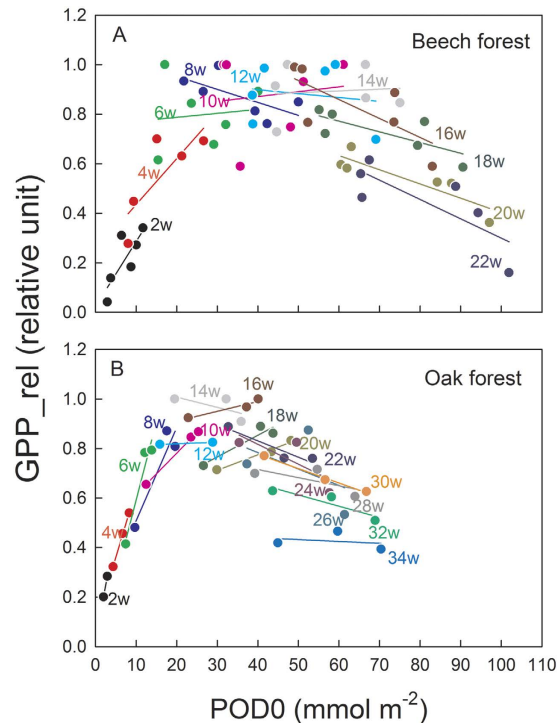 A
Beech forest
1.2
1.0
0.8
0.6
0.4
0.2
0.0
8w
12w
14w
10w
6w
16w
4w
18w
2w
20w
22w
GPP_rel (relative unit)
B
Oak forest
1.2
1.0
0.8
0.6
0.4
0.2
0.0
16w
14w
8w
10w
18w
12w
20w
6w
22w
30w
24w
28w
4w
26w
32w
34w
2w
0 10 20 30 40 50 60 70 80 90 100 110
POD0 (mmol m-2)